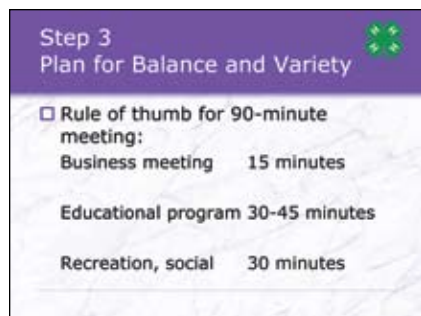 Step 3
Plan for Balance and Variety
Rule of thumb for 90-minute
meeting:
Business meeting 15 minutes
Educational program 30-45 minutes
Recreation, social 30 minutes